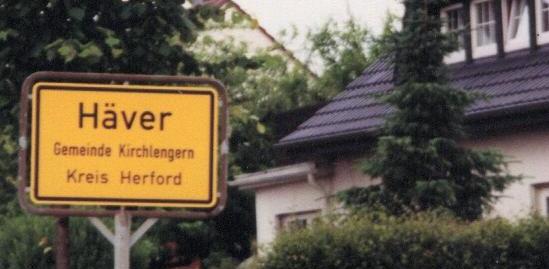 Häver
Gemeinde Kirchlengern
Kreis Herford